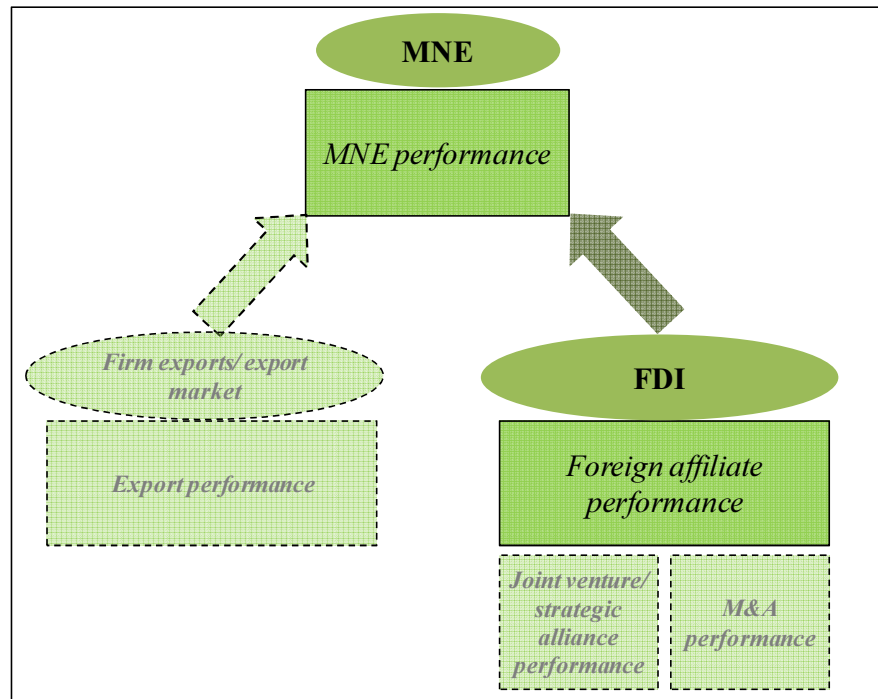 MNE
MNE performance
Firm exports/ export
market
Export performance
FDI
Foreign affiliate
performance
Joint venture/
strategic
alliance
performance
M&A
performance